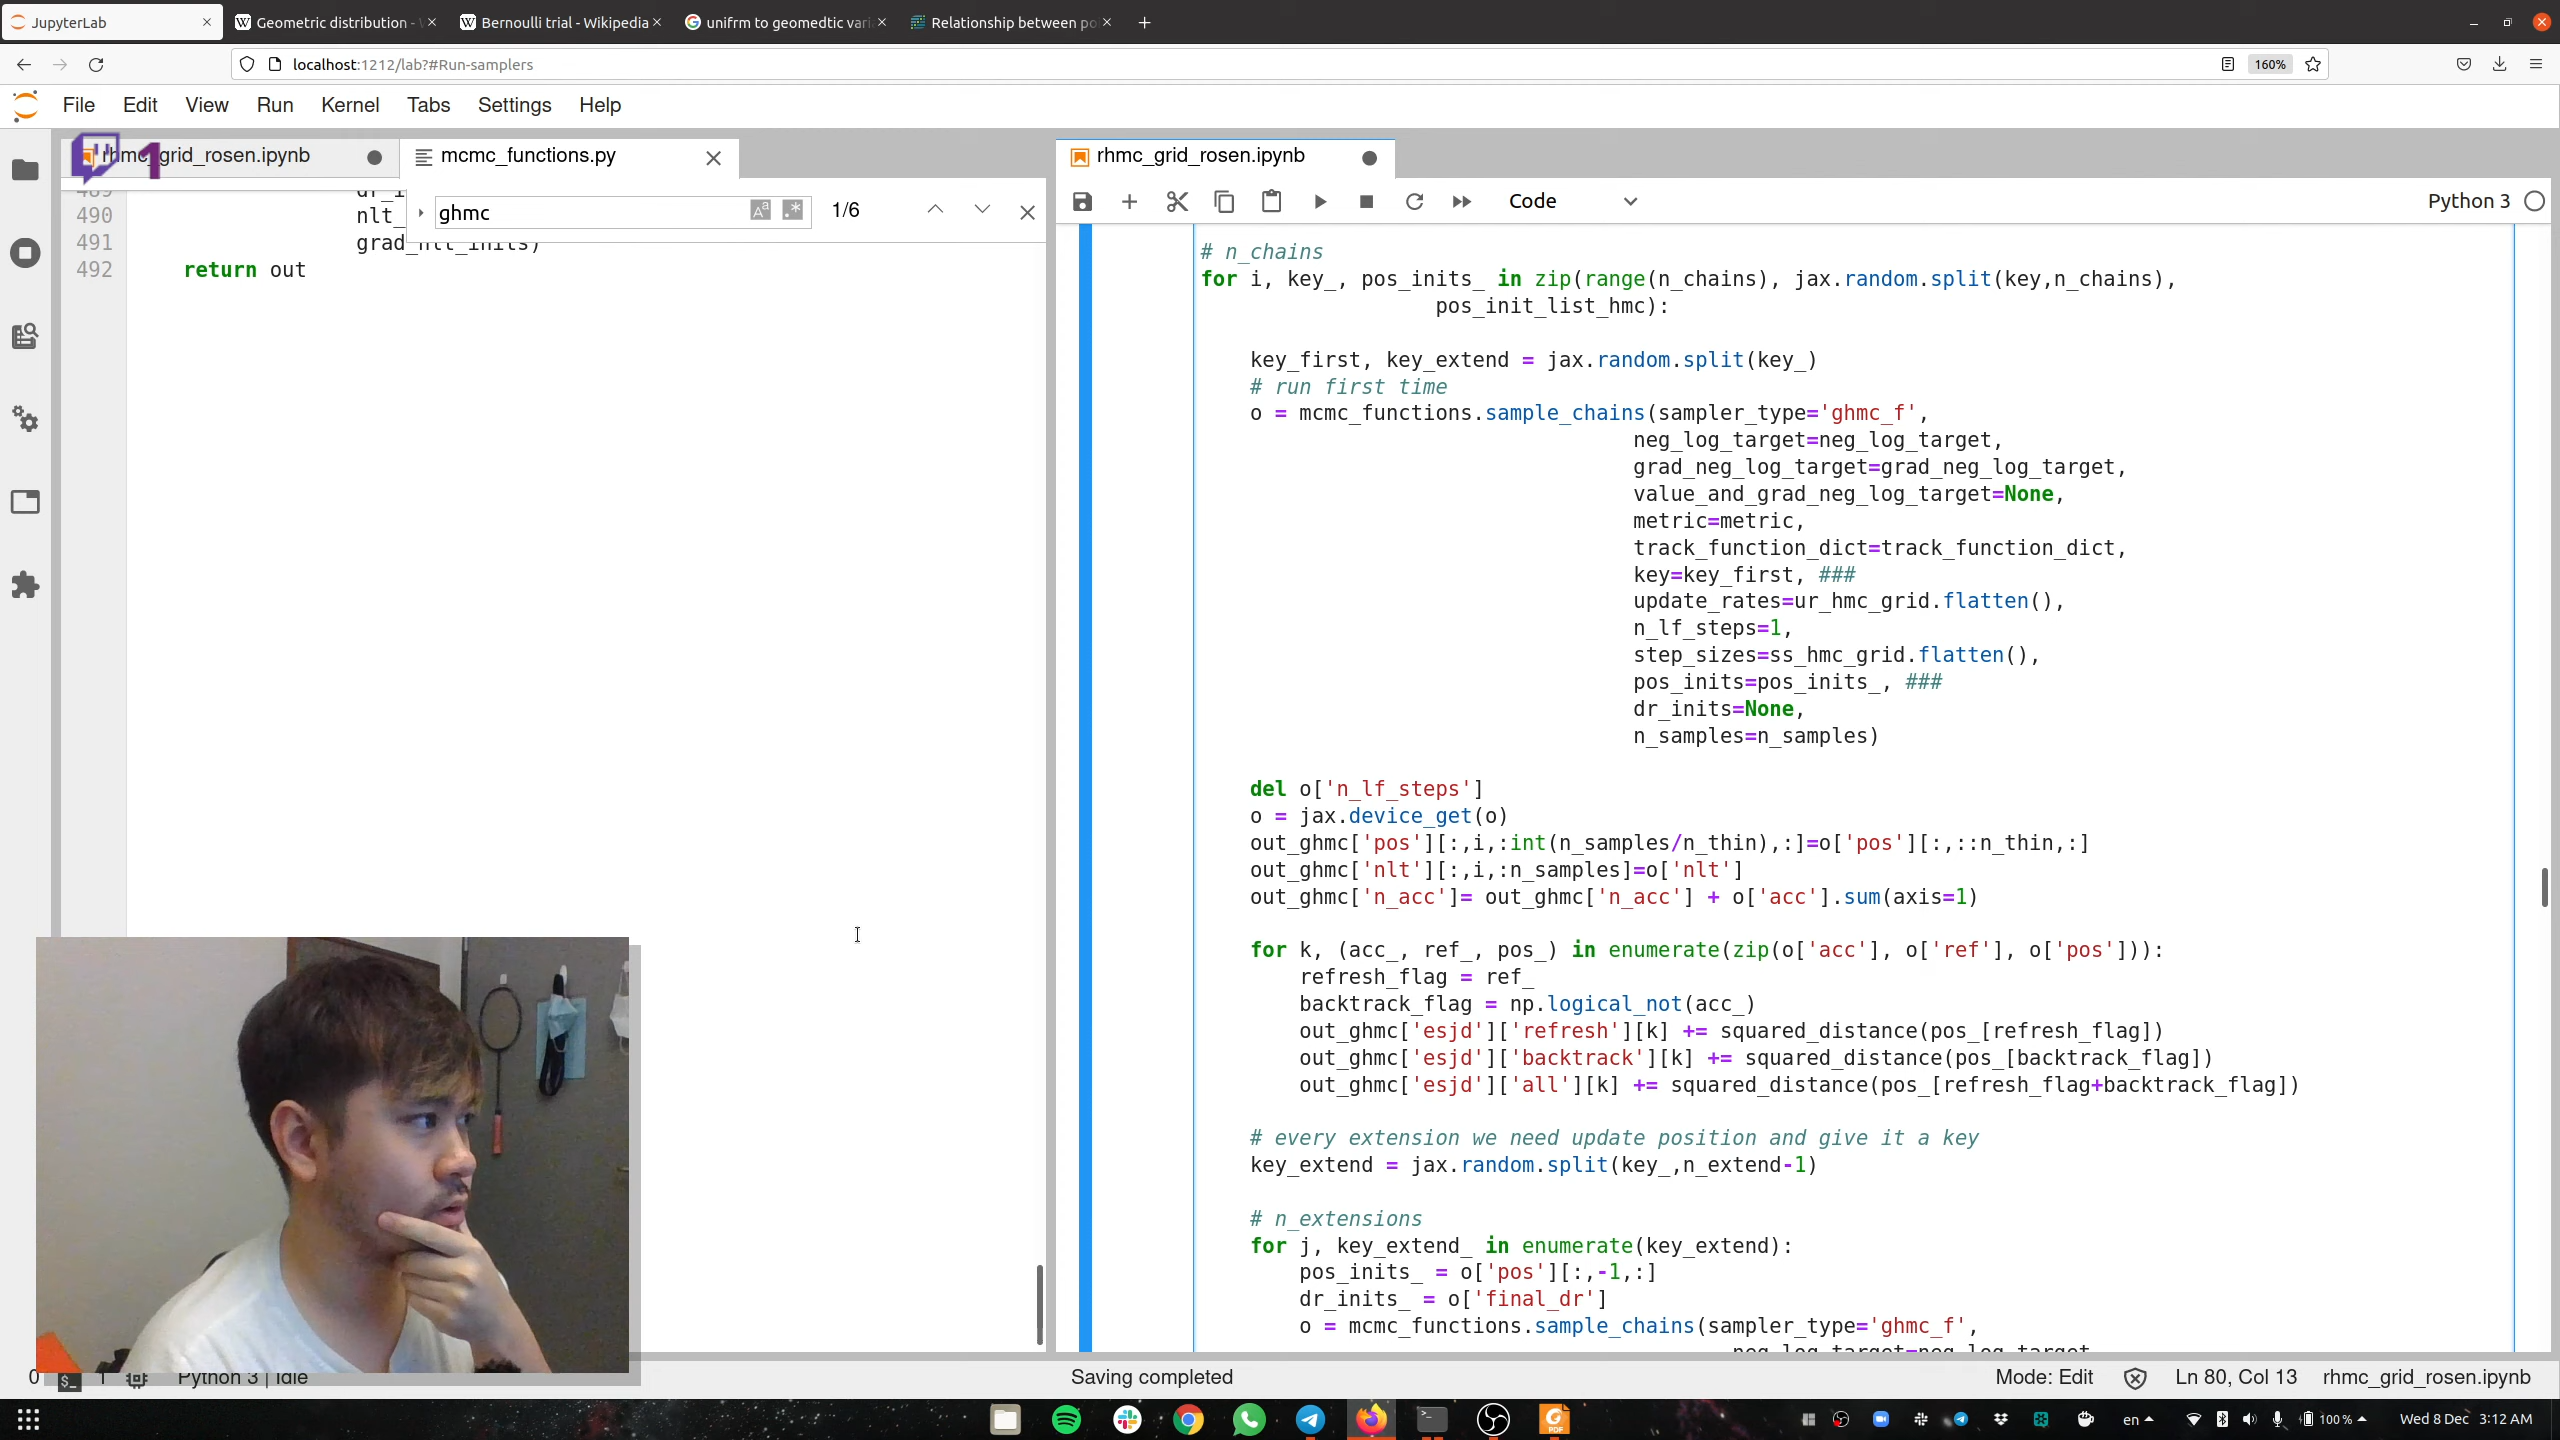 JupyterLab
Geometric distribution -
Bernoulli trial - Wikipedia
unifrm to geomedtic vari
Relationship between po
localhost:1212/lab?#Run-samplers
160%
File Edit View Run Kernel Tabs Settings Help
rhmc_grid_rosen.ipynb
1
mcmc_functions.py
rhmc_grid_rosen.ipynb
Code
Python 3
489
490 nlt_
491 grad_nlt_inits)
492 return out
ghmc
1/6
# n_chains
for i, key_, pos_inits_ in zip(range(n_chains), jax.random.split(key,n_chains),
pos_init_list_hmc):
key_first, key_extend = jax.random.split(key_)
# run first time
o = mcmc_functions.sample_chains(sampler_type='ghmc_f',
neg_log_target=neg_log_target,
grad_neg_log_target=grad_neg_log_target,
value_and_grad_neg_log_target=None,
metric=metric,
track_function_dict=track_function_dict,
key=key_first, ###
update_rates=ur_hmc_grid.flatten(),
n_lf_steps=1,
step_sizes=ss_hmc_grid.flatten(),
pos_inits=pos_inits_, ###
dr_inits=None,
n_samples=n_samples)
del o['n_lf_steps']
o = jax.device_get(o)
out_ghmc['pos'][:,i,:int(n_samples/n_thin),:]=o['pos'][:,::n_thin,:]
out_ghmc['nlt'][:,i,:n_samples]=o['nlt']
out_ghmc['n_acc']= out_ghmc['n_acc'] + o['acc'].sum(axis=1)
for k, (acc_, ref_, pos_) in enumerate(zip(o['acc'], o['ref'], o['pos'])):
refresh_flag = ref_
backtrack_flag = np.logical_not(acc_)
out_ghmc['esjd']['refresh'][k] += squared_distance(pos_[refresh_flag])
out_ghmc['esjd']['backtrack'][k] += squared_distance(pos_[backtrack_flag])
out_ghmc['esjd']['all'][k] += squared_distance(pos_[refresh_flag+backtrack_flag])
# every extension we need update position and give it a key
key_extend = jax.random.split(key_,n_extend-1)
# n_extensions
for j, key_extend_ in enumerate(key_extend):
pos_inits_ = o['pos'][:,-1,:]
dr_inits_ = o['final_dr']
o = mcmc_functions.sample_chains(sampler_type='ghmc_f',
neg_log_target=neg_log_target
0
1
Python 3 | Idle
Saving completed
Mode: Edit
Ln 80, Col 13
rhmc_grid_rosen.ipynb
en
100 %
Wed 8 Dec 3:12 AM